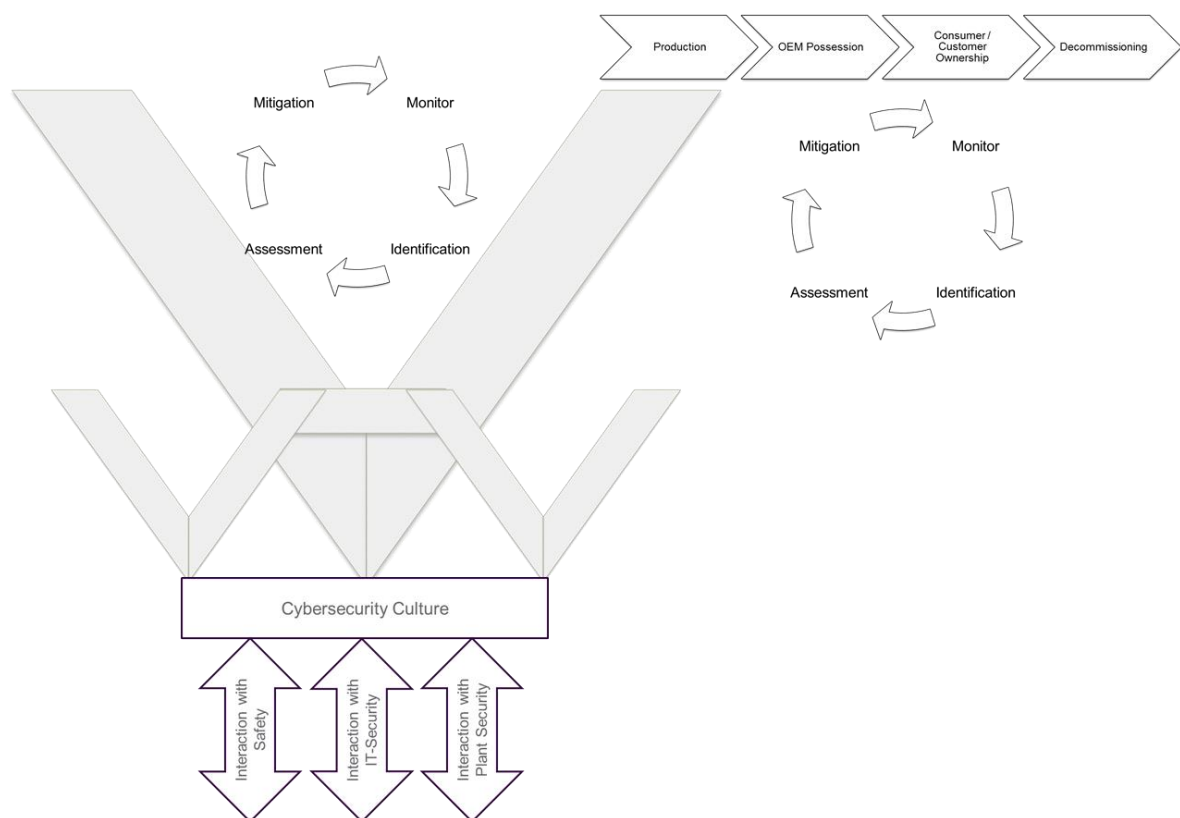 Production
OEM Possession
Consumer /
Customer
Ownership
Decommissioning
Mitigation
Monitor
Assessment
Identification
Mitigation
Monitor
Assessment
Identification
Cybersecurity Culture
Interaction with
Safety
Interaction with
IT-Security
Interaction with
Plant Security